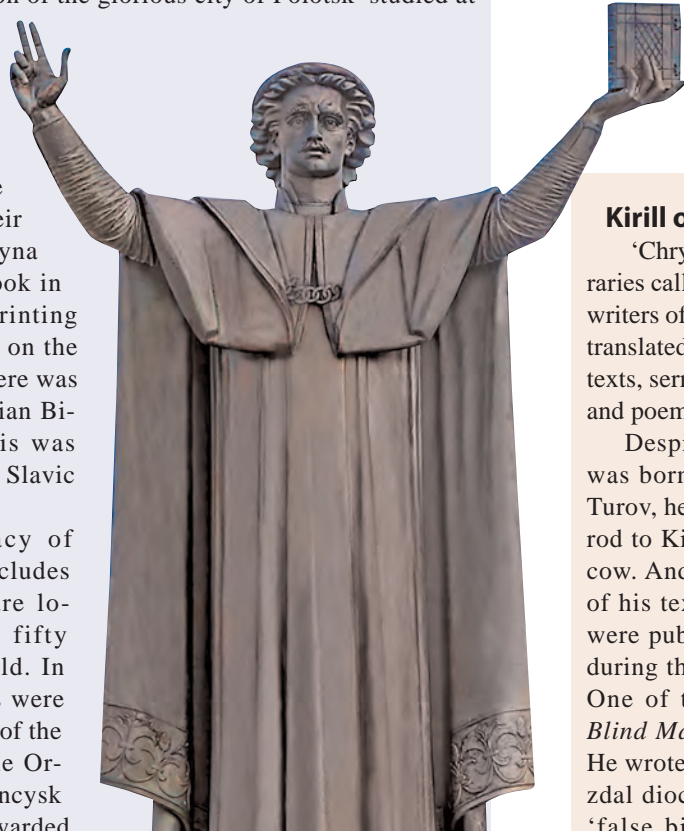 on of the glorious city of Polotsk' studied at
e
eir
yna
ook in
rinting
on the
ere was
ian Bi-
is was
Slavic
acy of
cludes
re lo-
fifty
ld. In
s were
of the
e Or-
ncysk
warded
Kirill o
'Chry
raries call
writers of
translated
texts, serm
and poem
Despi
was born
Turov, he
rod to Ki
cow. And
of his tex
were pub
during th
One of t
Blind Ma
He wrote
zdal dioc
'false bi